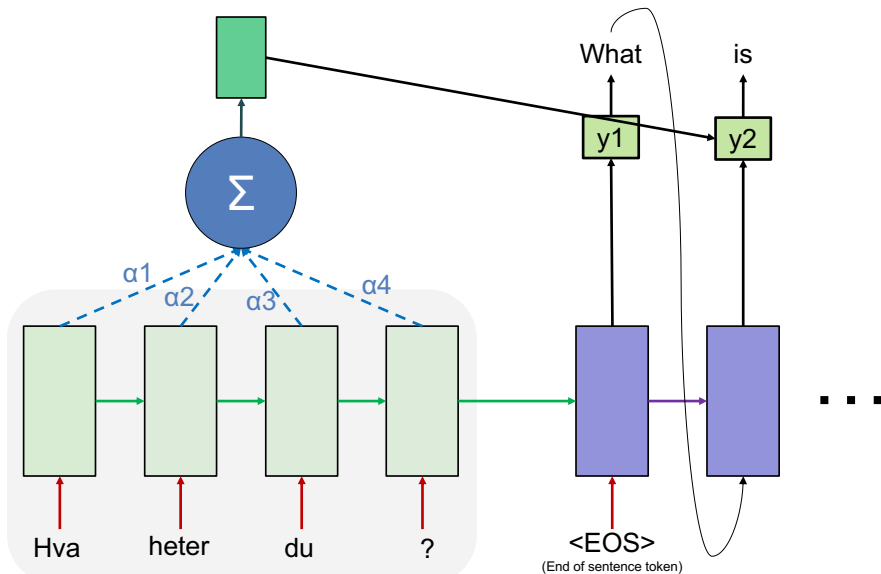 What is
y1 y2
Σ
α1 α2 α3 α4
Hva heter du ? <EOS>
(End of sentence token)